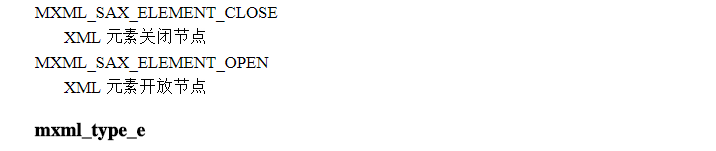 MXML_SAX_ELEMENT_CLOSE
XML 元素关闭节点
MXML_SAX_ELEMENT_OPEN
XML 元素开放节点
mxml_type_e